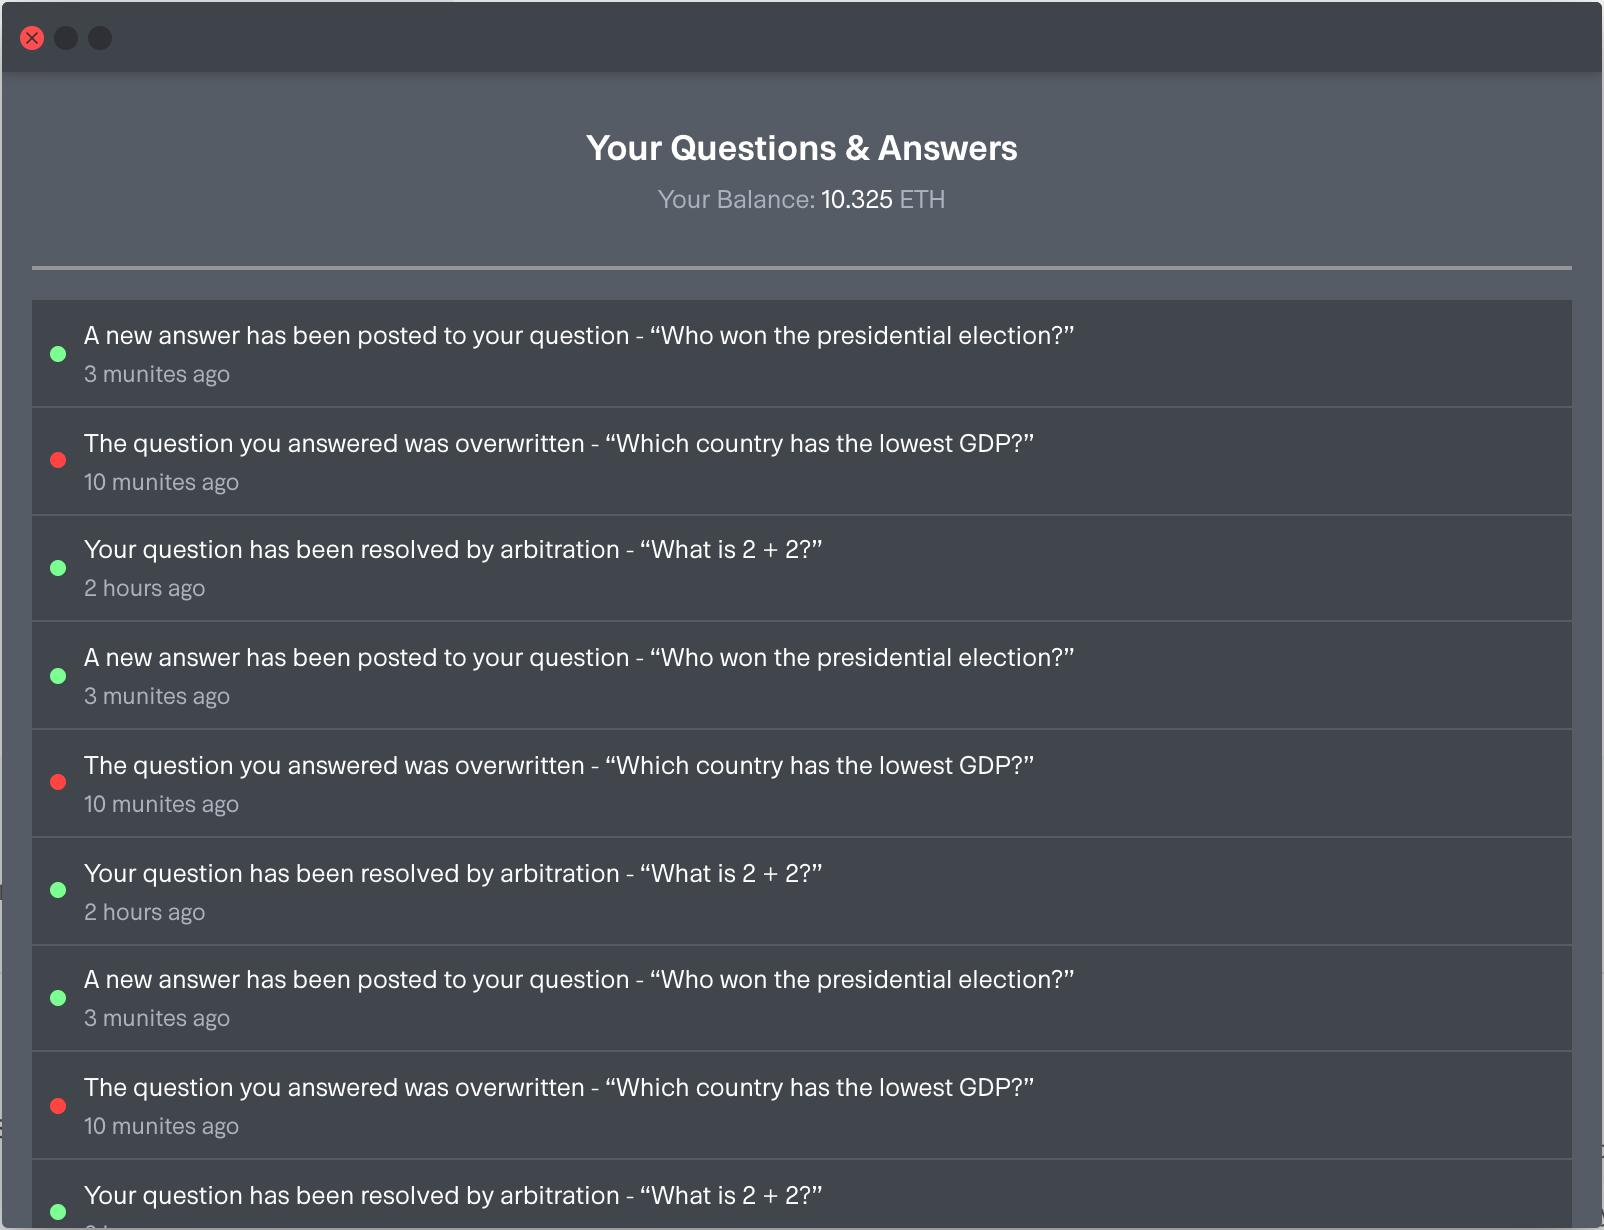 Your Questions & Answers
Your Balance: 10.325 ETH
A new answer has been posted to your question - “Who won the presidential election?”
3 munites ago
The question you answered was overwritten - “Which country has the lowest GDP?”
10 munites ago
Your question has been resolved by arbitration - “What is 2 + 2?”
2 hours ago
A new answer has been posted to your question - “Who won the presidential election?”
3 munites ago
The question you answered was overwritten - “Which country has the lowest GDP?”
10 munites ago
Your question has been resolved by arbitration - “What is 2 + 2?”
2 hours ago
A new answer has been posted to your question - “Who won the presidential election?”
3 munites ago
The question you answered was overwritten - “Which country has the lowest GDP?”
10 munites ago
Your question has been resolved by arbitration - “What is 2 + 2?”